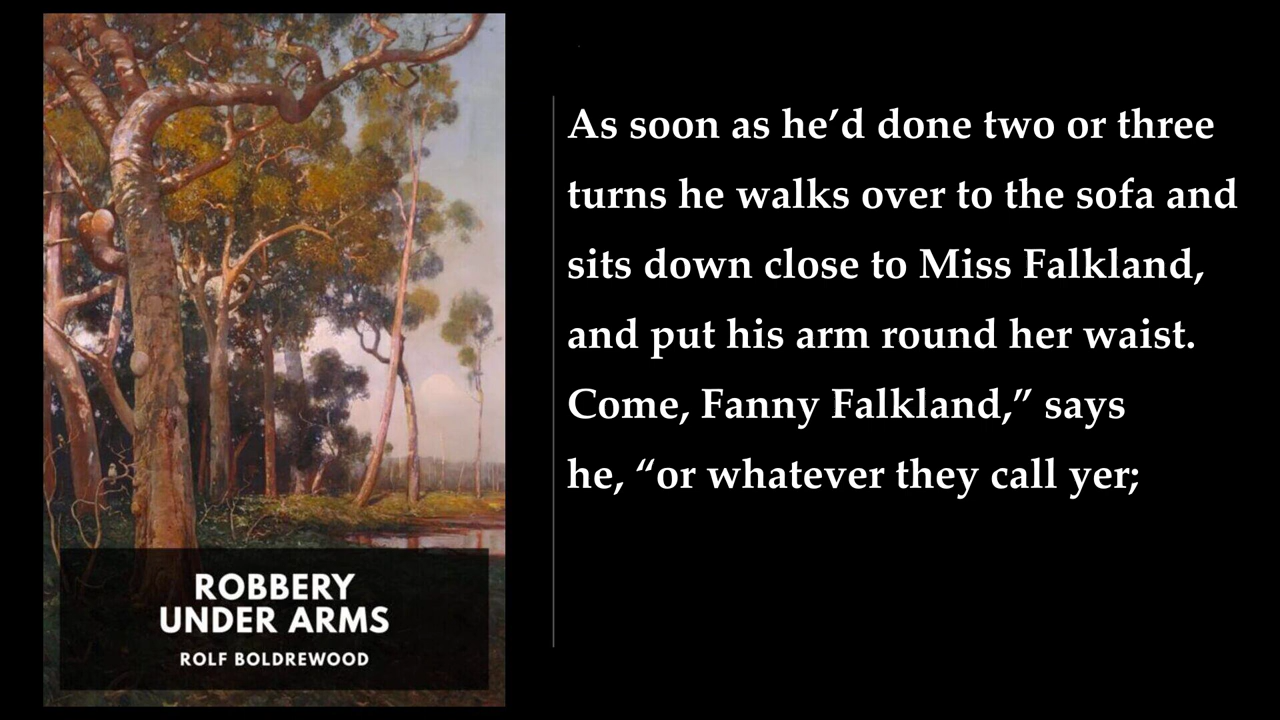 As soon as he’d done two or three
turns he walks over to the sofa and
sits down close to Miss Falkland,
and put his arm round her waist.
Come, Fanny Falkland,” says
he, “or whatever they call yer;
ROBBERY
UNDER ARMS
ROLF BOLDREWOOD